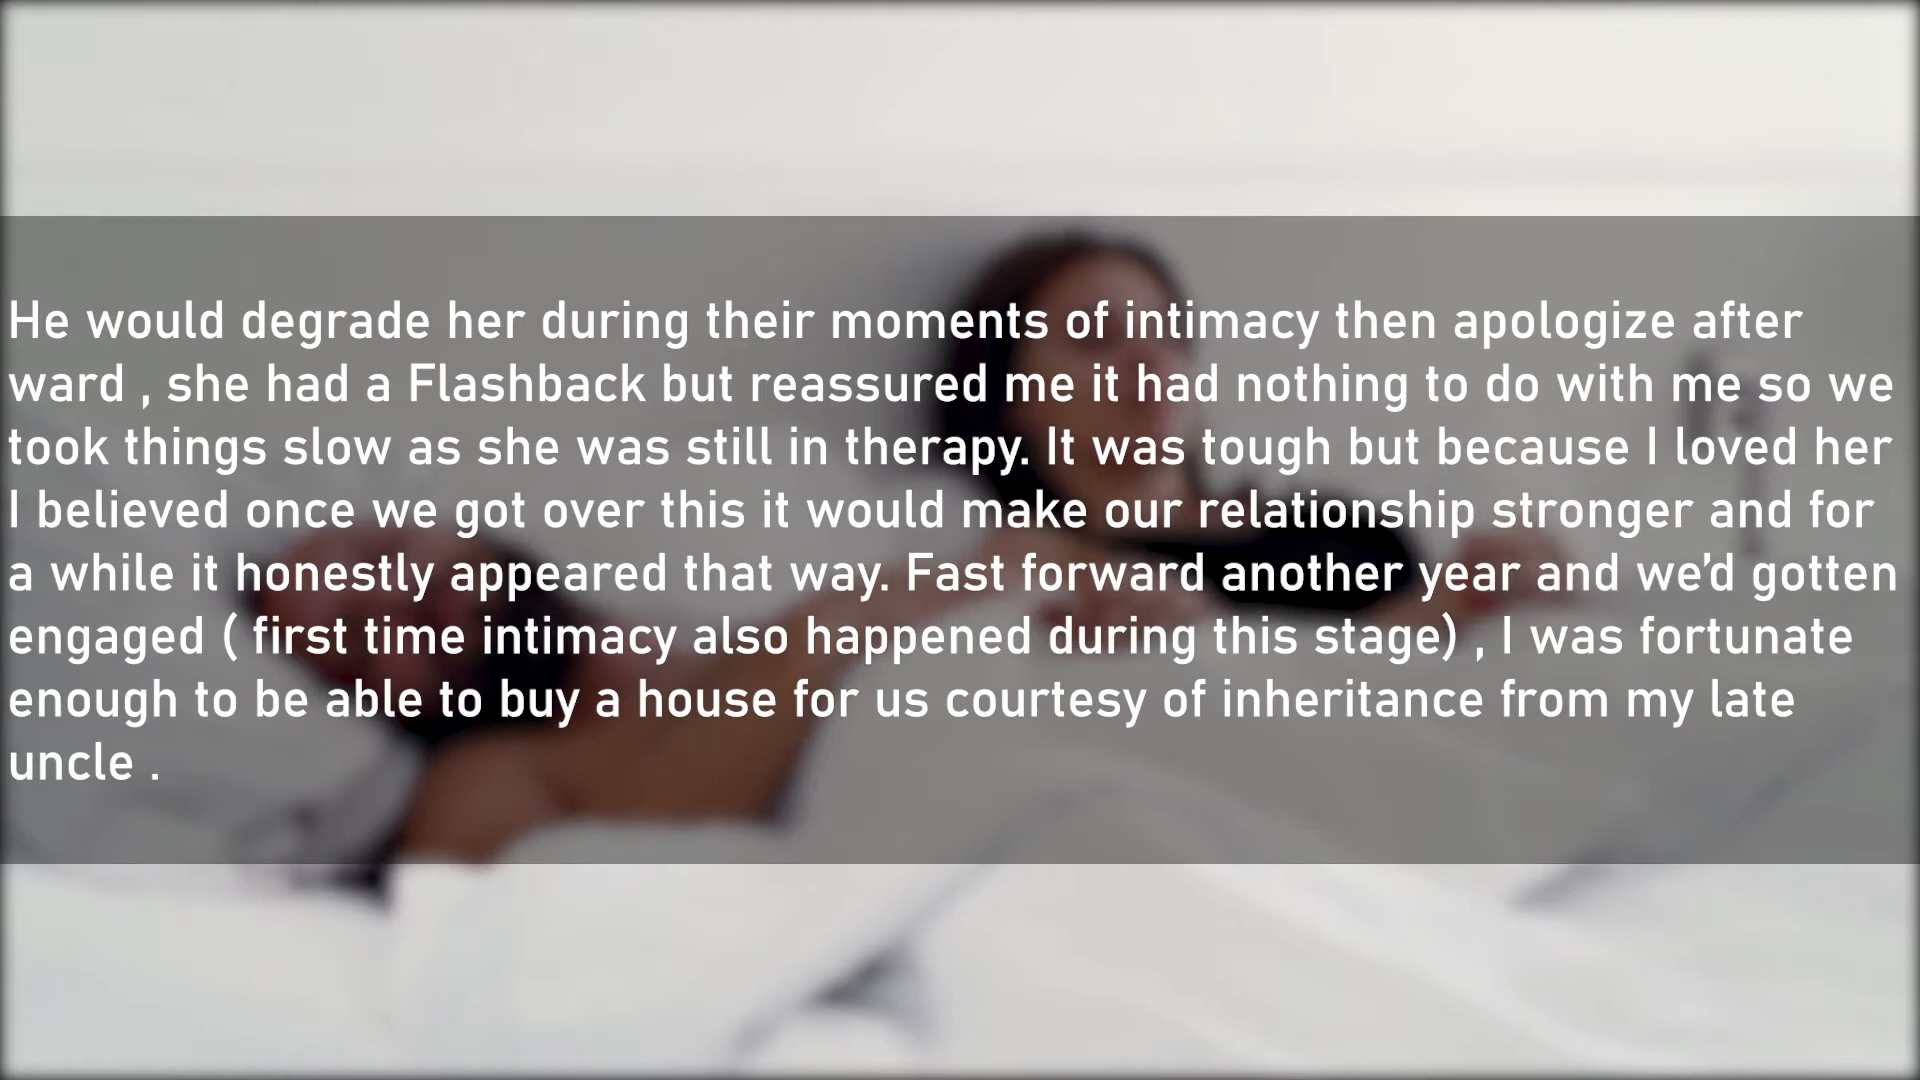 He would degrade her during their moments of intimacy then apologize after
ward , she had a Flashback but reassured me it had nothing to do with me so we
took things slow as she was still in therapy. It was tough but because I loved her
I believed once we got over this it would make our relationship stronger and for
a while it honestly appeared that way. Fast forward another year and we'd gotten
engaged ( first time intimacy also happened during this stage) , I was fortunate
enough to be able to buy a house for us courtesy of inheritance from my late
uncle .